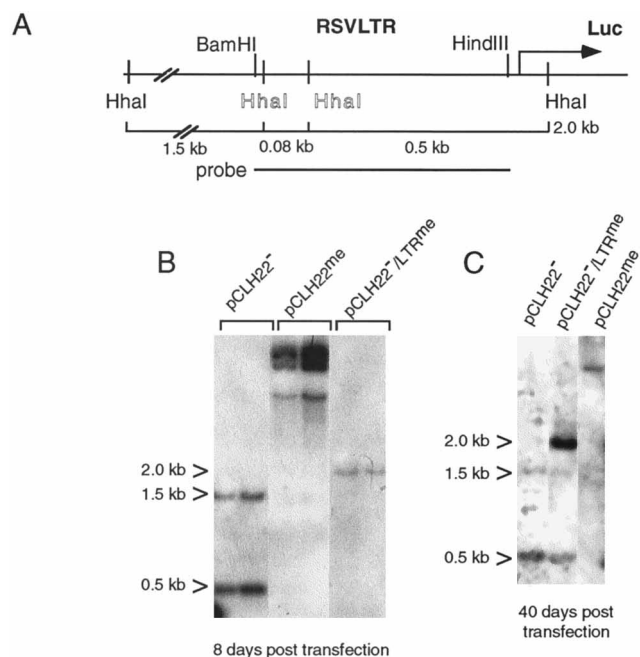 A
RSVLTR
Luc
BamHI
HindIII
HhaI
HhaI
HhaI
HhaI
1.5 kb
0.08 kb
0.5 kb
2.0 kb
probe
B
pCLH22⁻
pCLH22ᵐᵉ
pCLH22⁻/LTRᵐᵉ
2.0 kb >
1.5 kb >
0.5 kb >
8 days post transfection
C
pCLH22⁻
pCLH22⁻/LTRᵐᵉ
pCLH22ᵐᵉ
2.0 kb >
1.5 kb >
0.5 kb >
40 days post
transfection